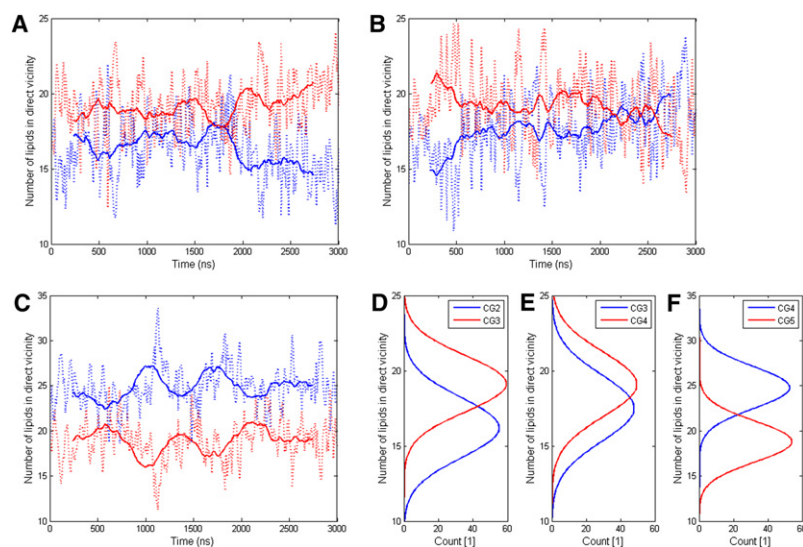 A
B
25
20
15
10
Number of lipids in direct vicinity
0 500 1000 1500 2000 2500 3000
Time (ns)
25
20
15
10
Number of lipids in direct vicinity
0 500 1000 1500 2000 2500 3000
Time (ns)
C
D
E
F
35
30
25
20
15
10
Number of lipids in direct vicinity
0 500 1000 1500 2000 2500 3000
Time (ns)
25
20
15
10
Number of lipids in direct vicinity
CG2
CG3
0 20 40 60
Count [1]
25
20
15
10
Number of lipids in direct vicinity
CG3
CG4
0 20 40 60
Count [1]
35
30
25
20
15
10
Number of lipids in direct vicinity
CG4
CG5
0 20 40 60
Count [1]